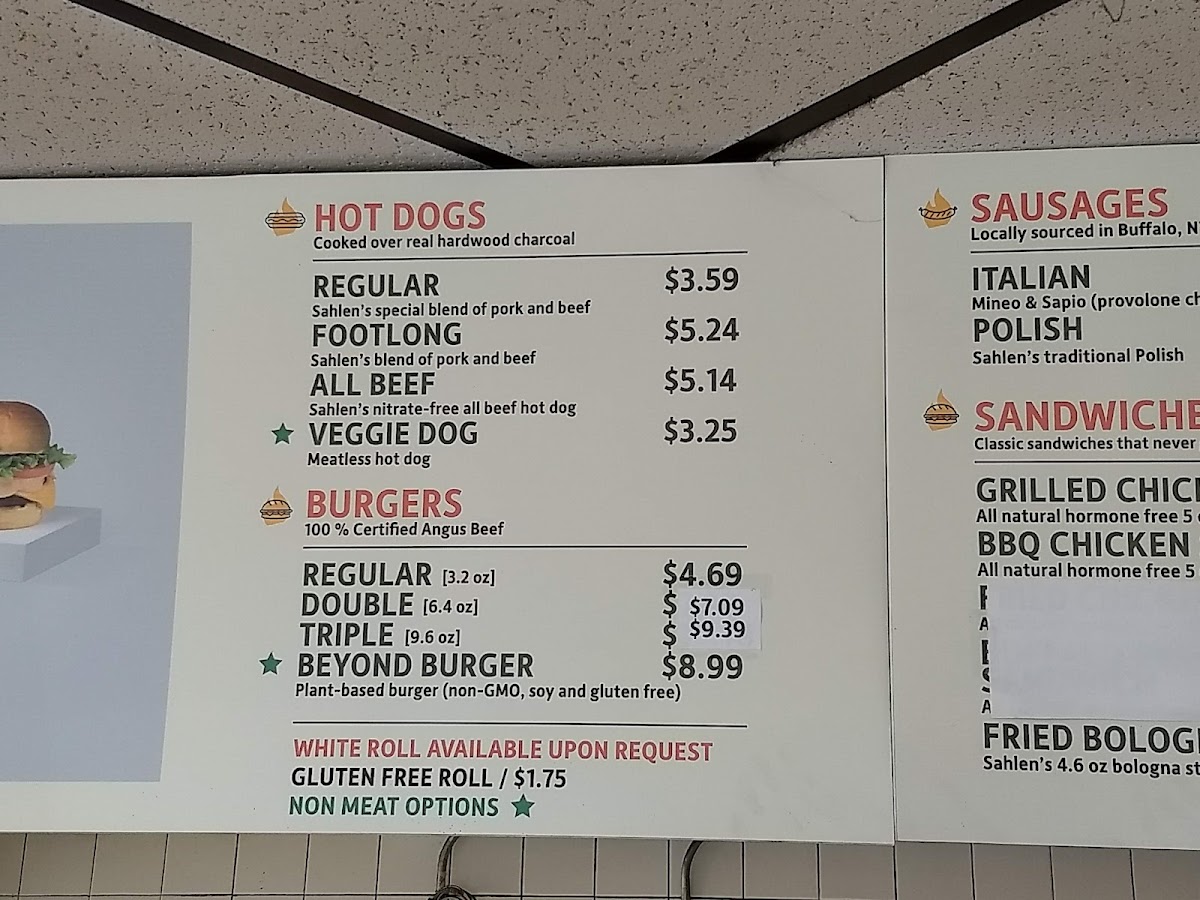 HOT DOGS
Cooked over real hardwood charcoal
REGULAR $3.59
Sahlen's special blend of pork and beef
FOOTLONG $5.24
Sahlen's blend of pork and beef
ALL BEEF $5.14
Sahlen's nitrate-free all beef hot dog
VEGGIE DOG $3.25
Meatless hot dog
BURGERS
100 % Certified Angus Beef
REGULAR [3.2 oz] $4.69
DOUBLE [6.4 oz] $ $7.09
TRIPLE [9.6 oz] $ $9.39
BEYOND BURGER $8.99
Plant-based burger (non-GMO, soy and gluten free)
WHITE ROLL AVAILABLE UPON REQUEST
GLUTEN FREE ROLL / $1.75
NON MEAT OPTIONS
SAUSAGES
Locally sourced in Buffalo,
ITALIAN
Mineo & Sapio (provolone
POLISH
Sahlen's traditional Polish
SANDWICHE
Classic sandwiches that never
GRILLED
All natural hormone free 5
BBQ CHICKEN
All natural hormone free 5
FRIED
Sahlen's 4.6 oz bologna